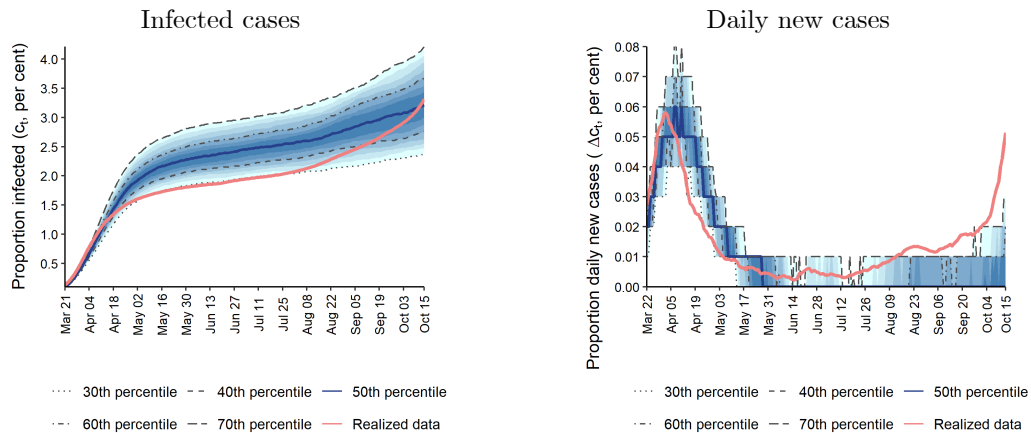 Infected cases
Proportion infected (cₜ, per cent)
4.0
3.5
3.0
2.5
2.0
1.5
1.0
0.5
Mar 21
Apr 04
Apr 18
May 02
May 16
May 30
Jun 13
Jun 27
Jul 11
Jul 25
Aug 08
Aug 22
Sep 05
Sep 19
Oct 03
Oct 15
30th percentile 40th percentile 50th percentile
60th percentile 70th percentile Realized data
Daily new cases
Proportion daily new cases ( Δcₜ, per cent)
0.08
0.07
0.06
0.05
0.04
0.03
0.02
0.01
0.00
Mar 22
Apr 05
Apr 19
May 03
May 17
May 31
Jun 14
Jun 28
Jul 12
Jul 26
Aug 09
Aug 23
Sep 06
Sep 20
Oct 04
Oct 15
30th percentile 40th percentile 50th percentile
60th percentile 70th percentile Realized data